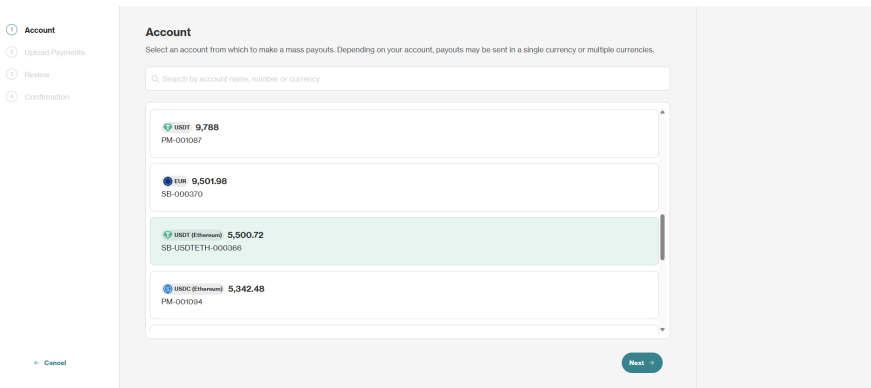 1 Account
2 Upload Payments
3 Review
4 Confirmation
Account
Select an account from which to make a mass payouts. Depending on your account, payouts may be sent in a single currency or multiple currencies.
Search by account name, number or currency
USDT 9,788
PM-001087
EUR 9,501.98
SB-000370
USDT (Ethereum) 5,500.72
SB-USDTETH-000366
USDC (Ethereum) 5,342.48
PM-001094
← Cancel
Next →